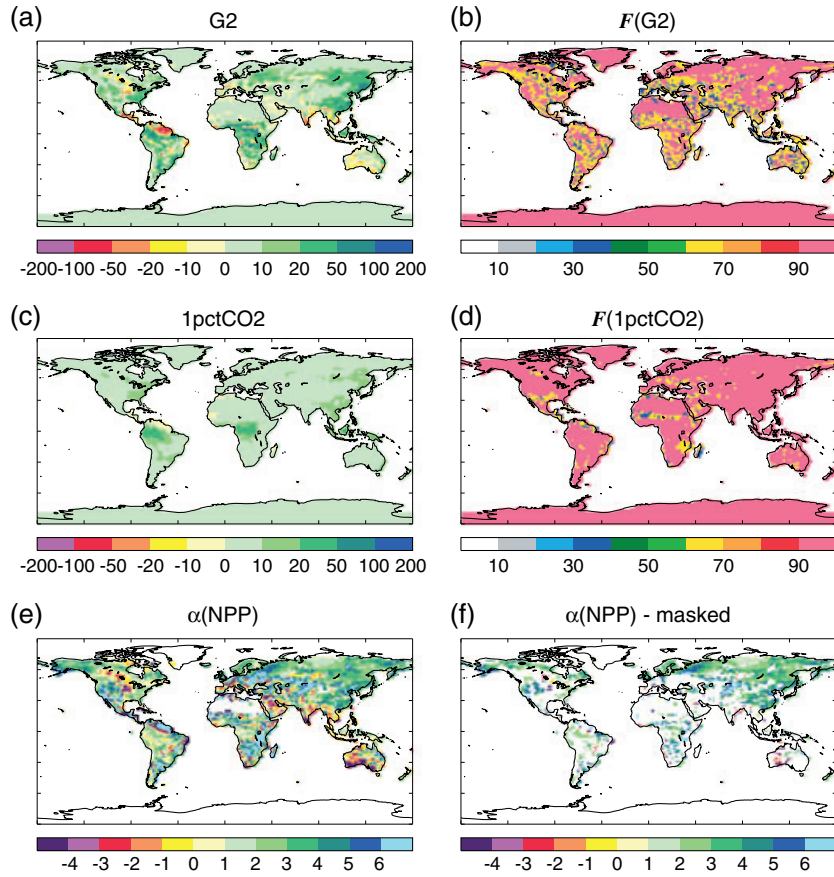 (a) G2
(b) F(G2)
-200 -100 -50 -20 -10 0 10 20 50 100 200
10 30 50 70 90
(c) 1pctCO2
(d) F(1pctCO2)
-200 -100 -50 -20 -10 0 10 20 50 100 200
10 30 50 70 90
(e) α(NPP)
(f) α(NPP) - masked
-4 -3 -2 -1 0 1 2 3 4 5 6
-4 -3 -2 -1 0 1 2 3 4 5 6